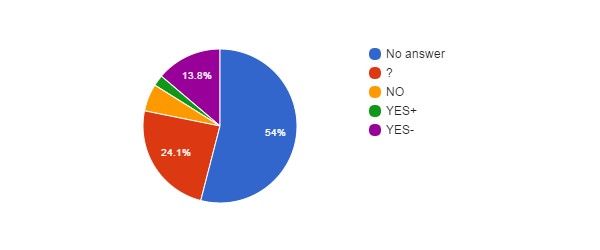 No answer
?
NO
YES+
YES-
13.8%
54%
24.1%